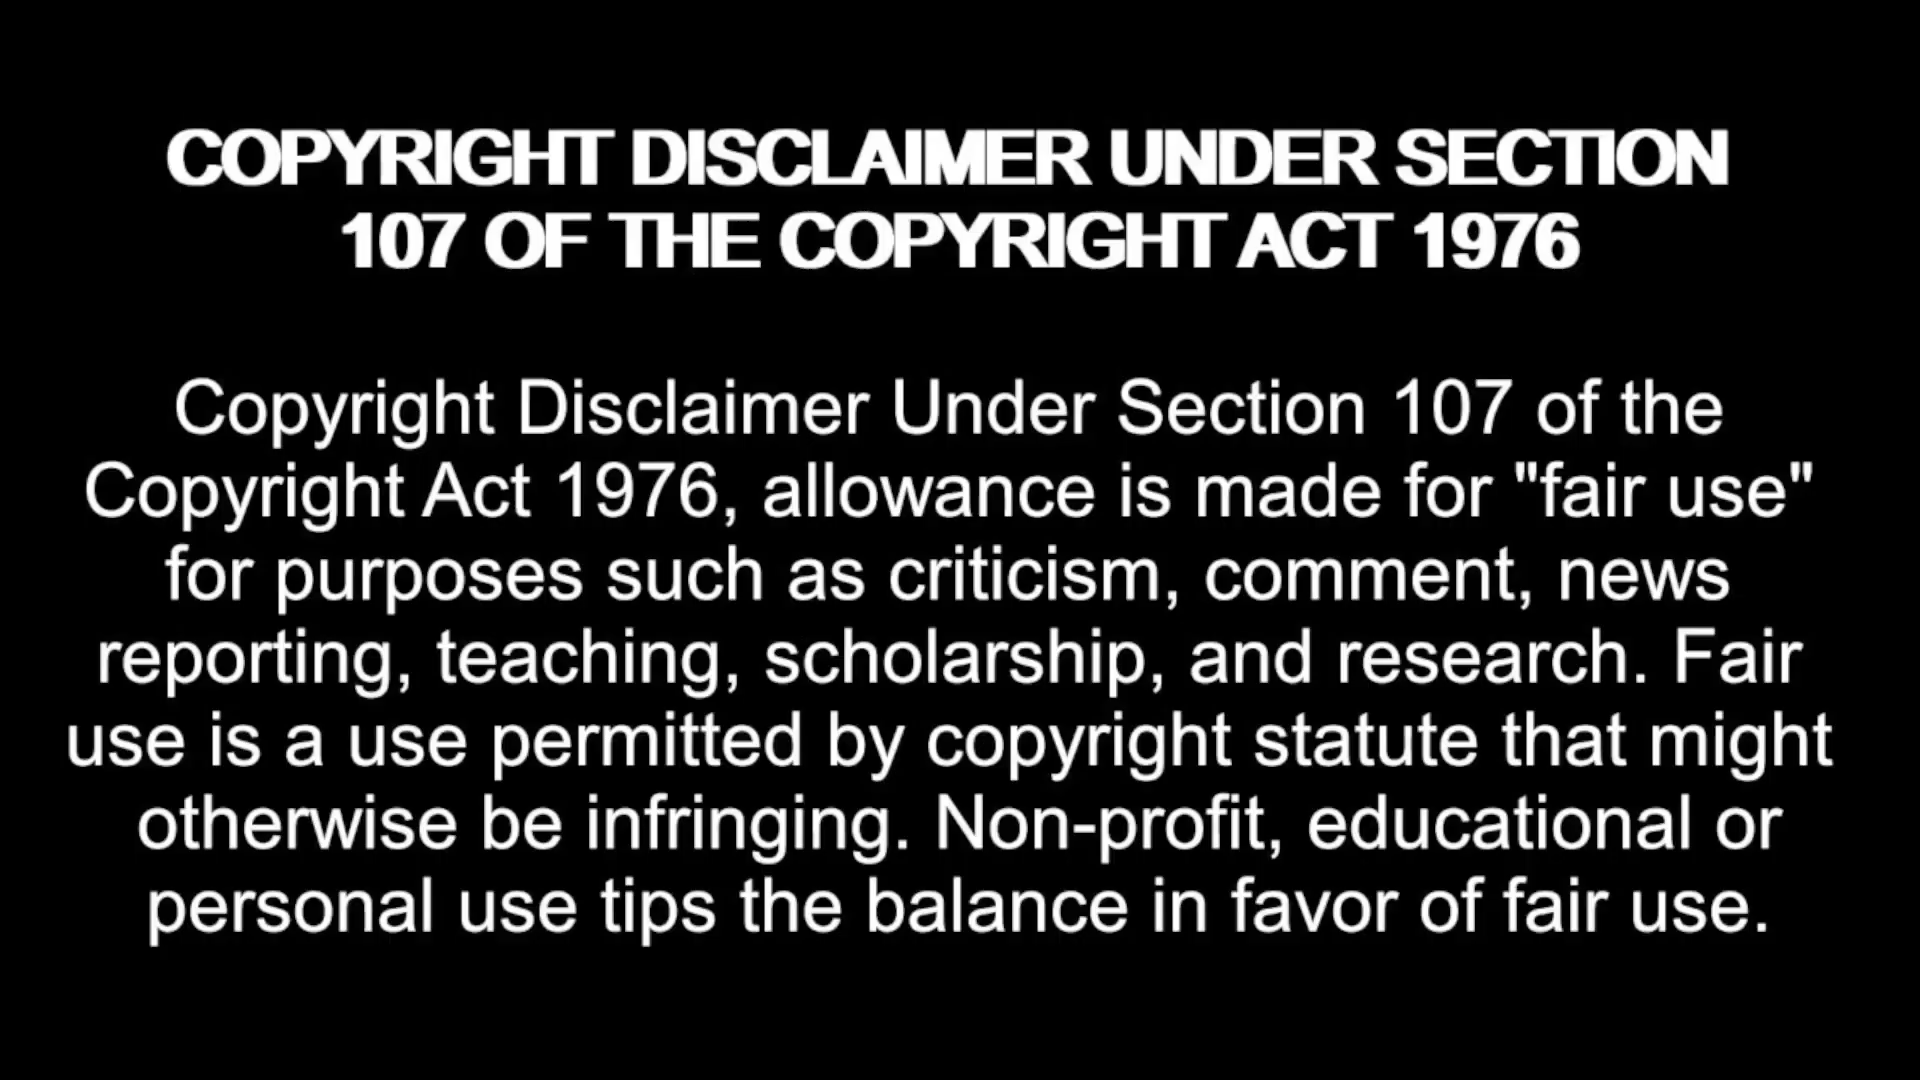 COPYRIGHT DISCLAIMER UNDER SECTION
107 OF THE COPYRIGHT ACT 1976
Copyright Disclaimer Under Section 107 of the
Copyright Act 1976, allowance is made for "fair use"
for purposes such as criticism, comment, news
reporting, teaching, scholarship, and research. Fair
use is a use permitted by copyright statute that might
otherwise be infringing. Non-profit, educational or
personal use tips the balance in favor of fair use.